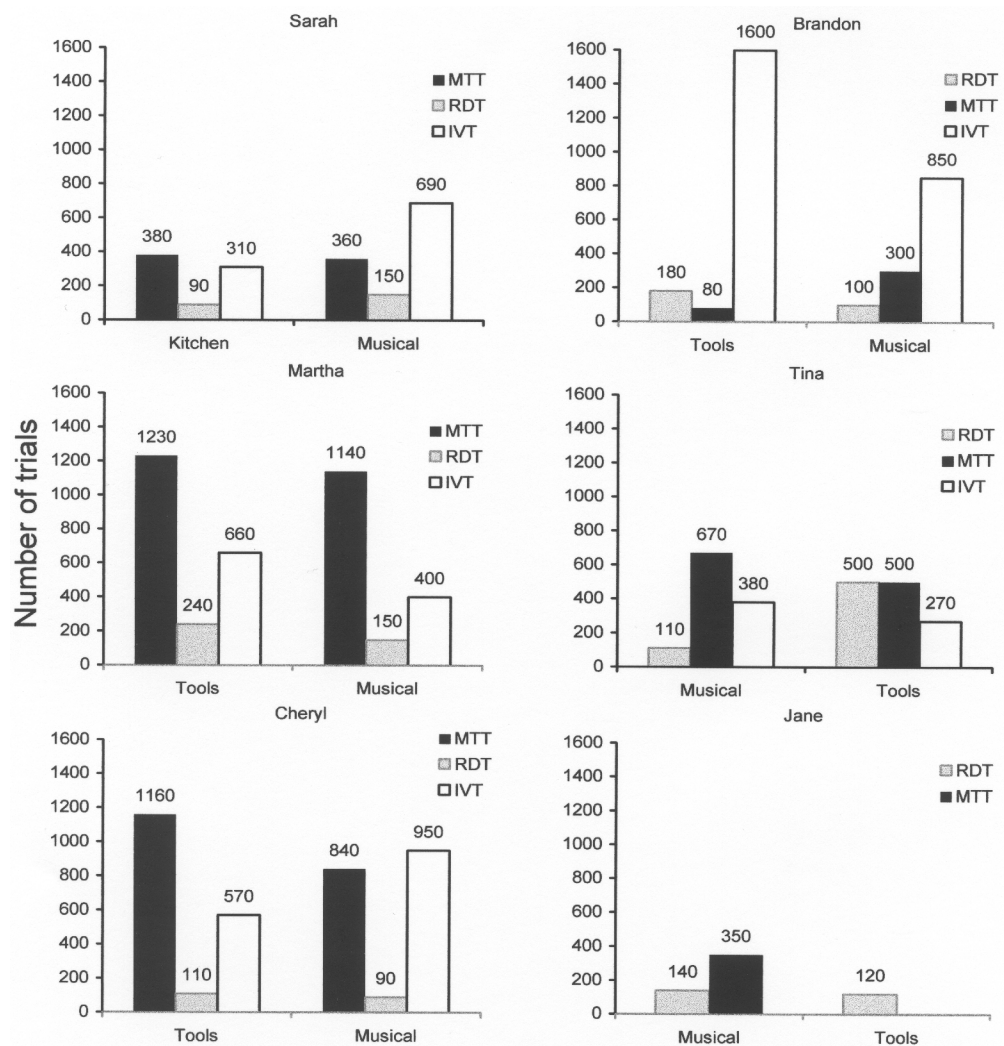 Number of trials
Sarah
1600
1400
1200
1000
800
600
400
200
0
MTT
RDT
IVT
380
90
310
360
150
690
Kitchen Musical
Brandon
1600
1400
1200
1000
800
600
400
200
0
RDT
MTT
IVT
180
80
1600
100
300
850
Tools Musical
Martha
1600
1400
1200
1000
800
600
400
200
0
MTT
RDT
IVT
1230
240
660
1140
150
400
Tools Musical
Tina
1600
1400
1200
1000
800
600
400
200
0
RDT
MTT
IVT
110
670
380
500
500
270
Musical Tools
Cheryl
1600
1400
1200
1000
800
600
400
200
0
MTT
RDT
IVT
1160
110
570
840
90
950
Tools Musical
Jane
1600
1400
1200
1000
800
600
400
200
0
RDT
MTT
140
350
120
Musical Tools